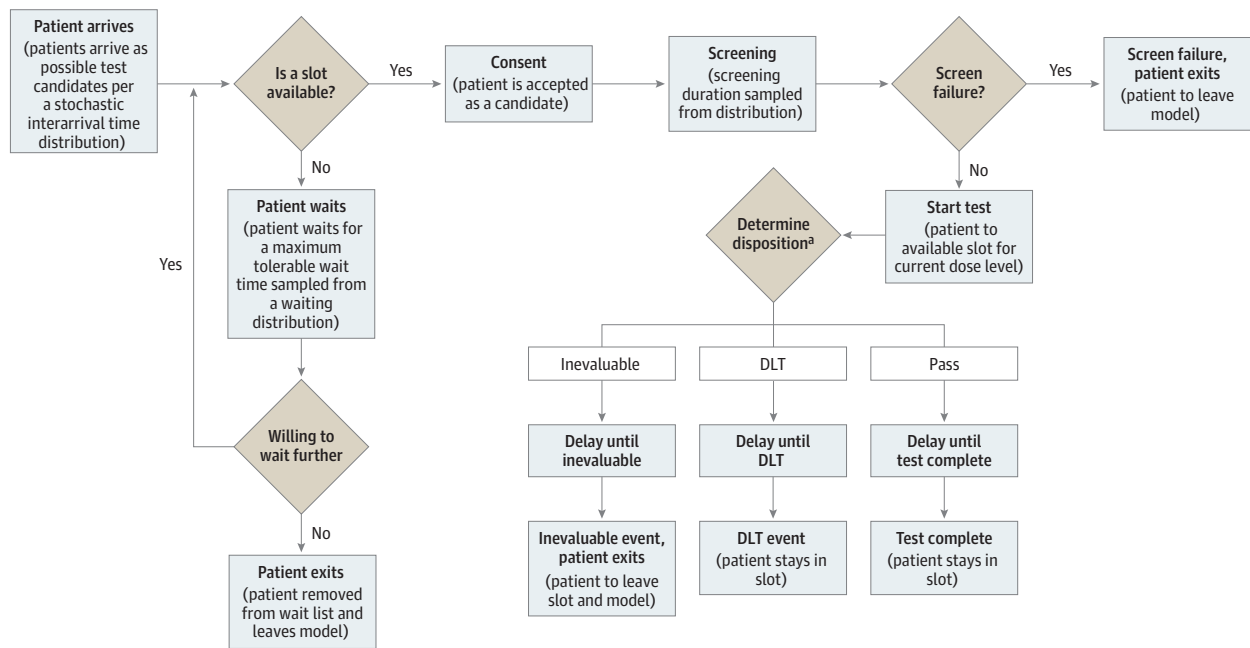 Patient arrives
(patients arrive as
possible test
candidates per
a stochastic
interarrival time
distribution)
Is a slot
available?
Yes
Consent
(patient is accepted
as a candidate)
Screening
(screening
duration sampled
from distribution)
Screen
failure?
Yes
Screen failure,
patient exits
(patient to leave
model)
No
Patient waits
(patient waits for
a maximum
tolerable wait
time sampled from
a waiting
distribution)
Yes
Willing to
wait further
No
Patient exits
(patient removed
from wait list and
leaves model)
No
Start test
(patient to
available slot for
current dose level)
Determine
dispositionᵃ
Inevaluable
DLT
Pass
Delay until
inevaluable
Delay until
DLT
Delay until
test complete
Inevaluable event,
patient exits
(patient to leave
slot and model)
DLT event
(patient stays in
slot)
Test complete
(patient stays in
slot)